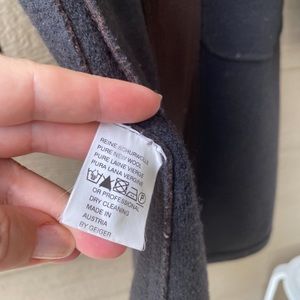 REINE SCHURWOLLE
PURE NEW WOOL
PURE LAINE VIERGE
PURA LANA VERGINE
P
OR PROFESSIONAL
DRY CLEANING
MADE IN
AUSTRIA
BY GEIGER